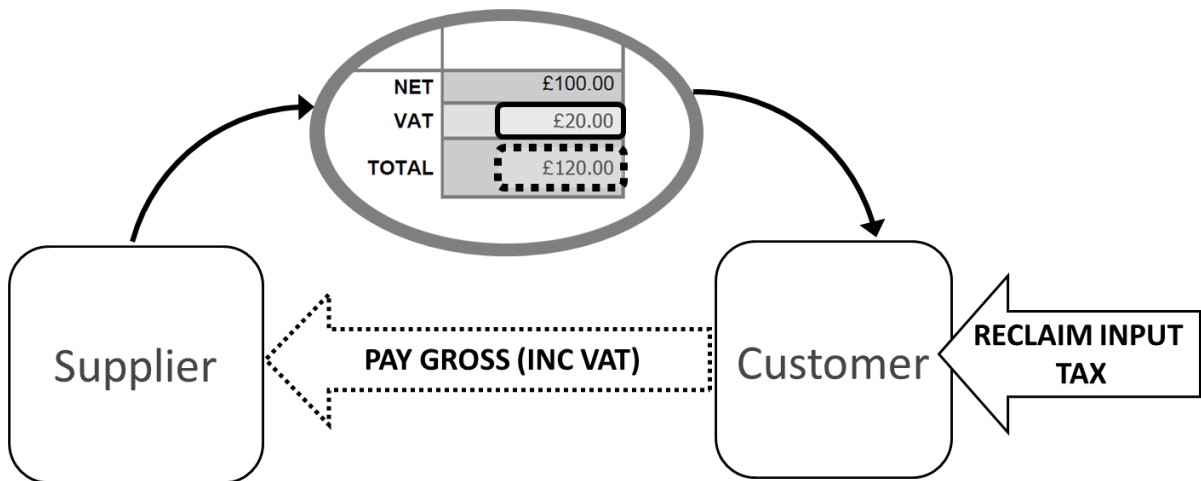 NET £100.00
VAT £20.00
TOTAL £120.00
Supplier
PAY GROSS (INC VAT)
Customer
RECLAIM INPUT
TAX